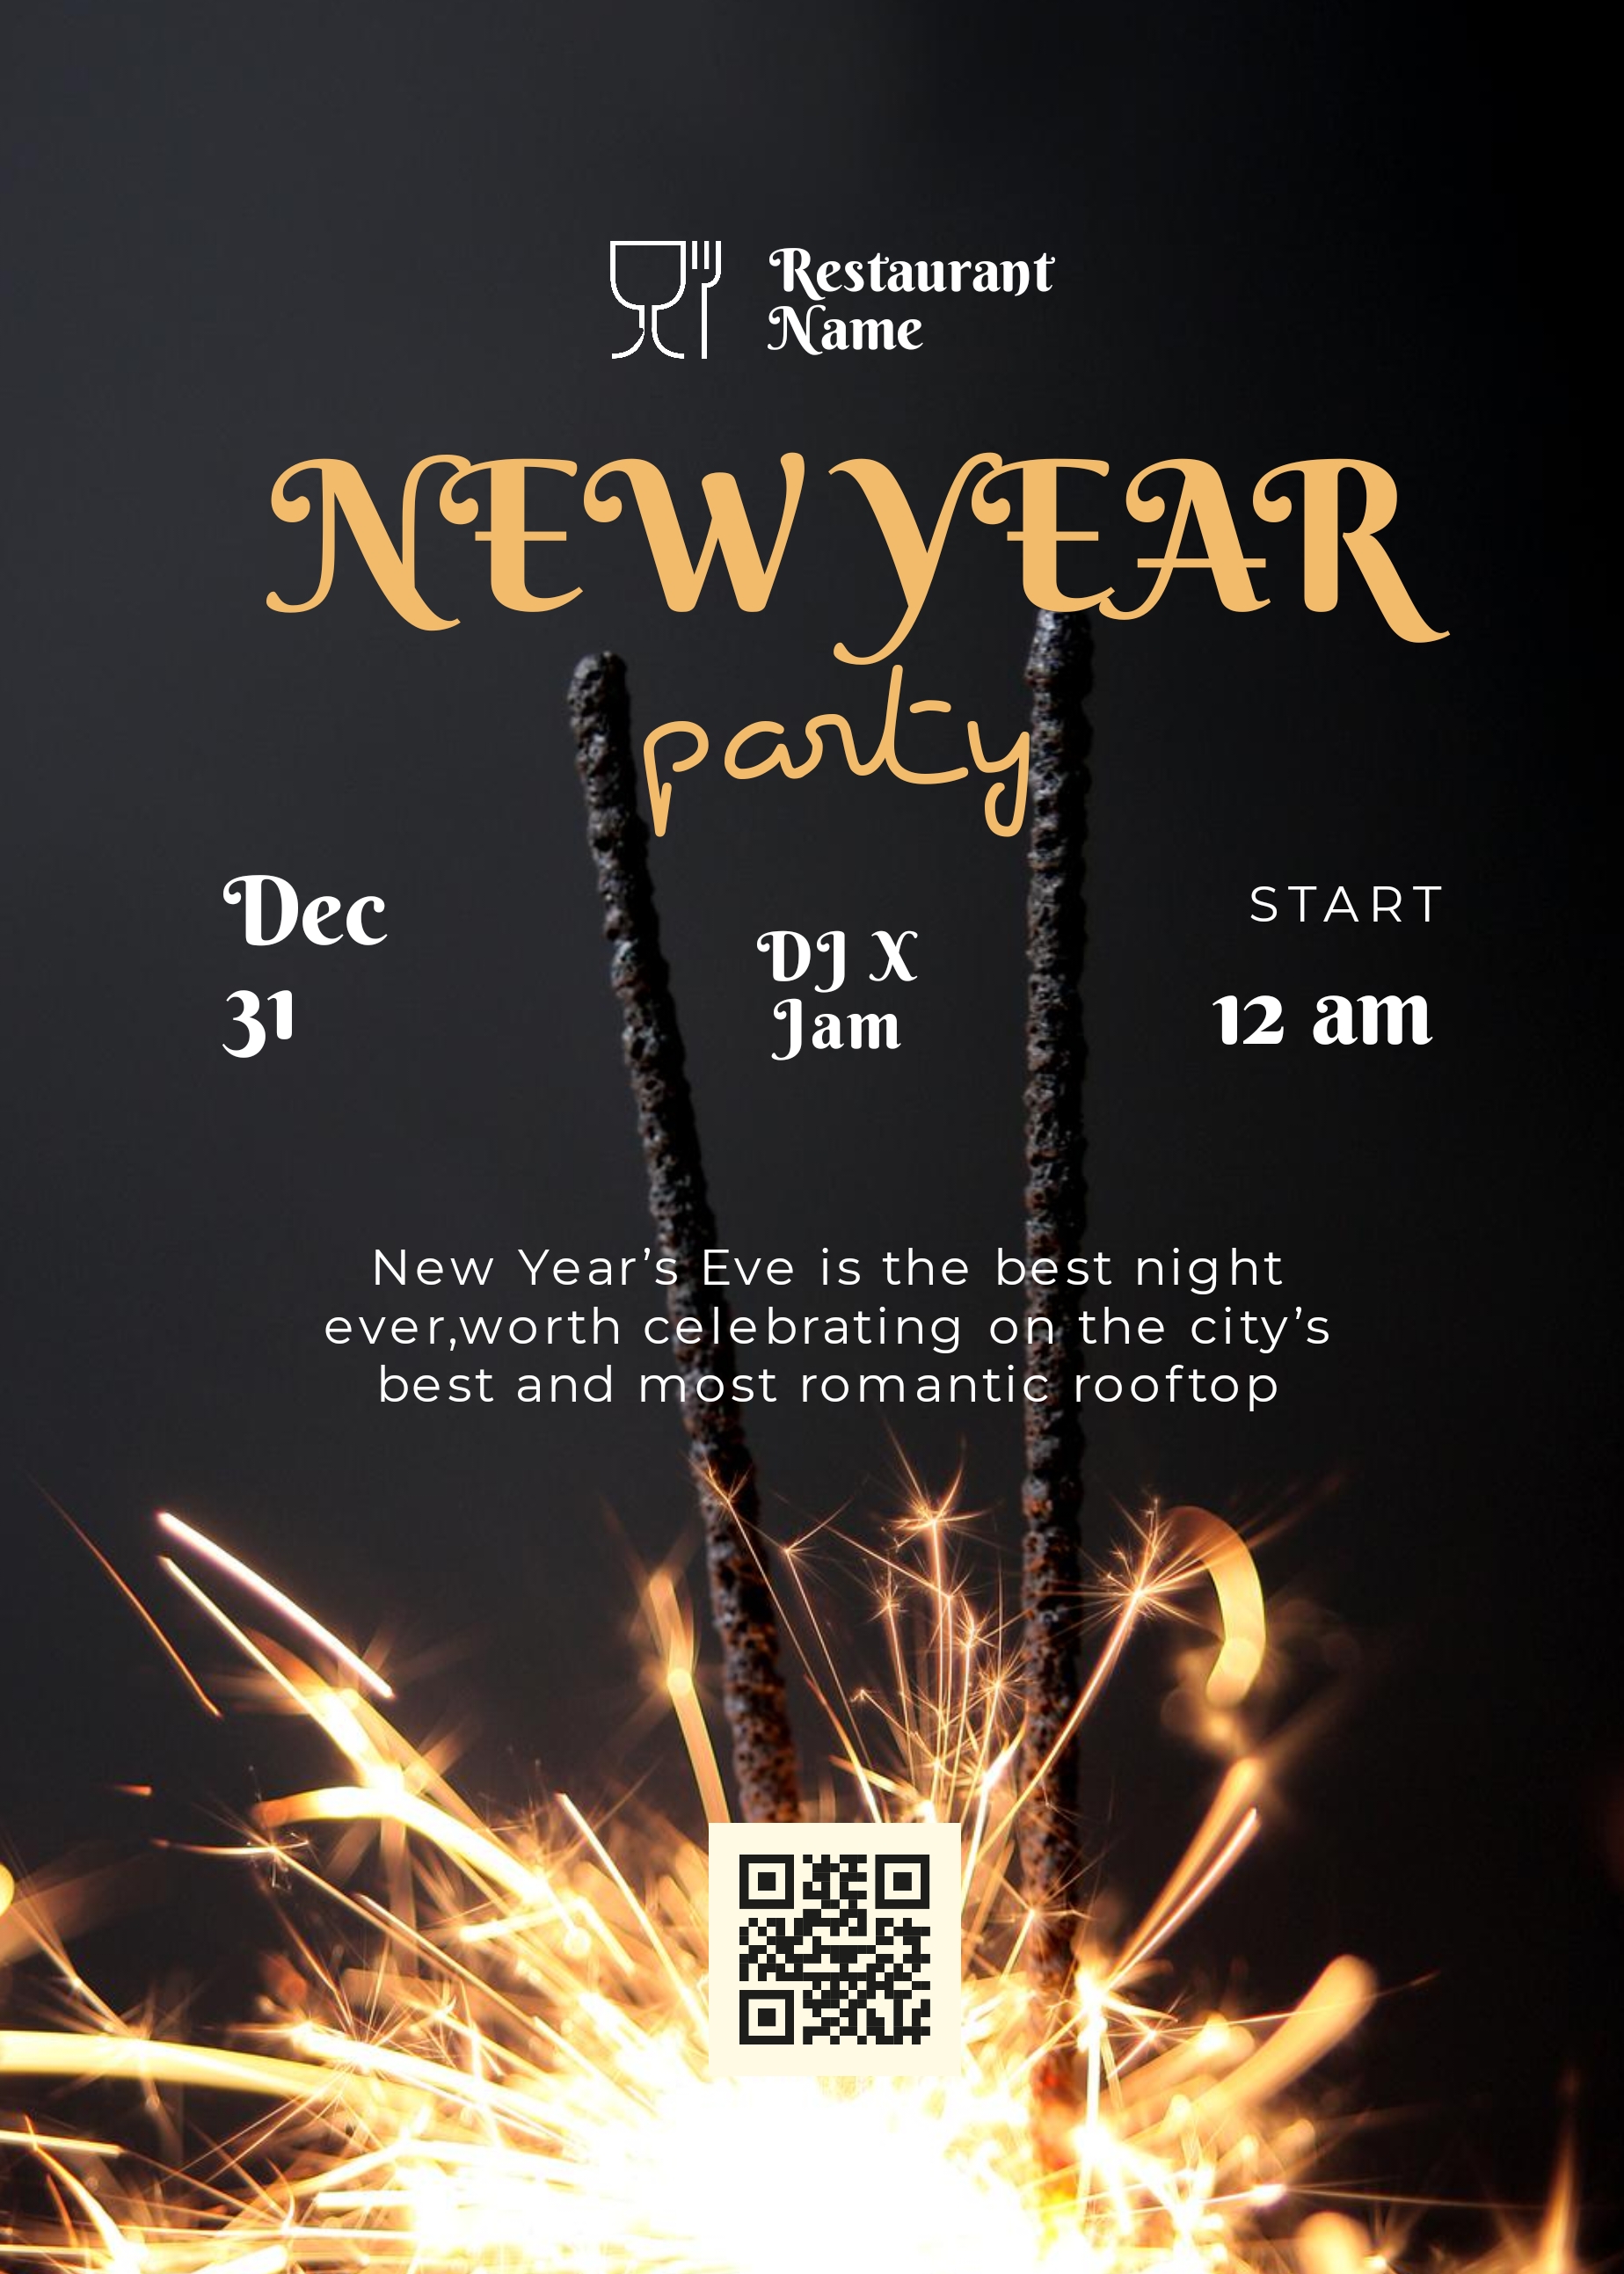 Restaurant
Name
NEW YEAR
party
Dec
31
DJ X
Jam
START
12 am
New Year’s Eve is the best night
ever,worth celebrating on the city’s
best and most romantic rooftop